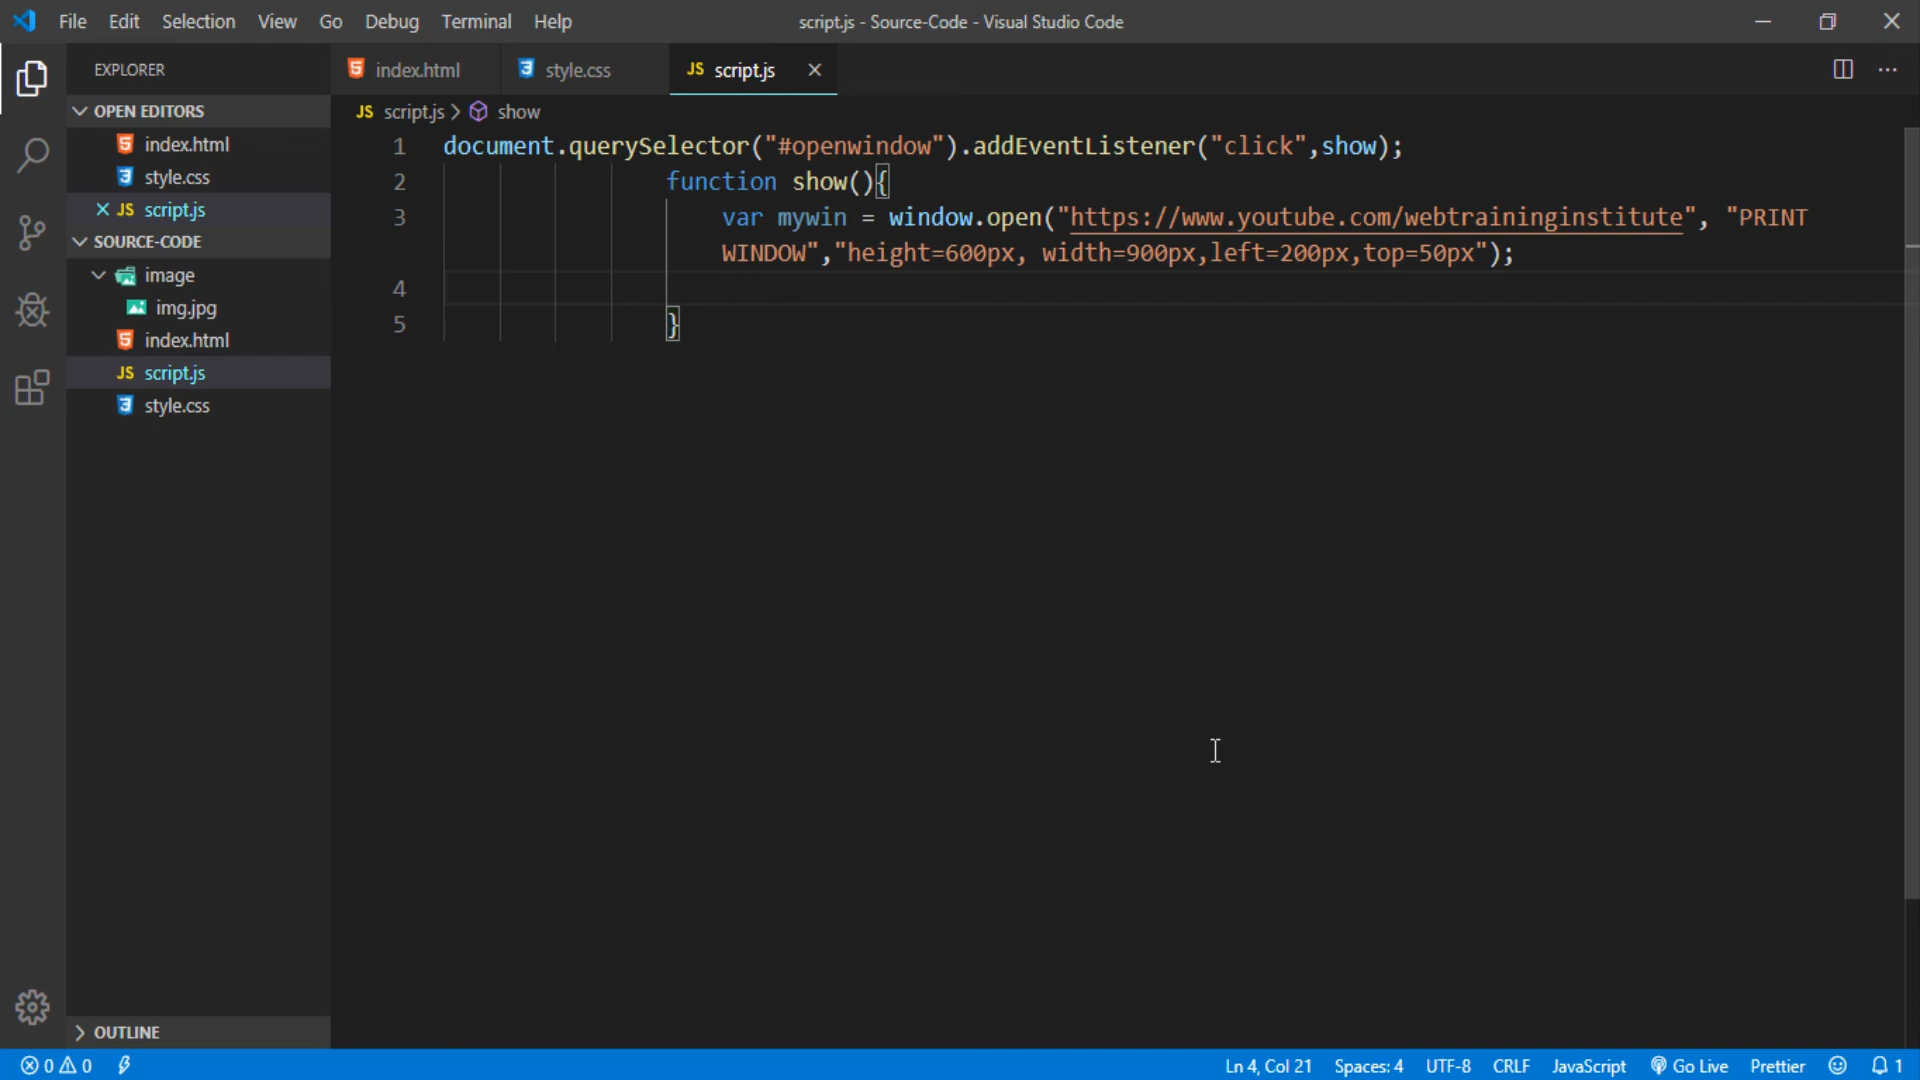 File Edit Selection View Go Debug Terminal Help
script.js - Source-Code - Visual Studio Code
EXPLORER
OPEN EDITORS
index.html
style.css
JS script.js
SOURCE-CODE
image
img.jpg
index.html
JS script.js
style.css
OUTLINE
index.html style.css JS script.js
JS script.js > show
1 document.querySelector("#openwindow").addEventListener("click",show);
2 function show(){
3 var mywin = window.open("https://www.youtube.com/webtraininginstitute", "PRINT
WINDOW","height=600px, width=900px,left=200px,top=50px");
4
5 }
0 0 Ln 4, Col 21 Spaces: 4 UTF-8 CRLF JavaScript Go Live Prettier 1